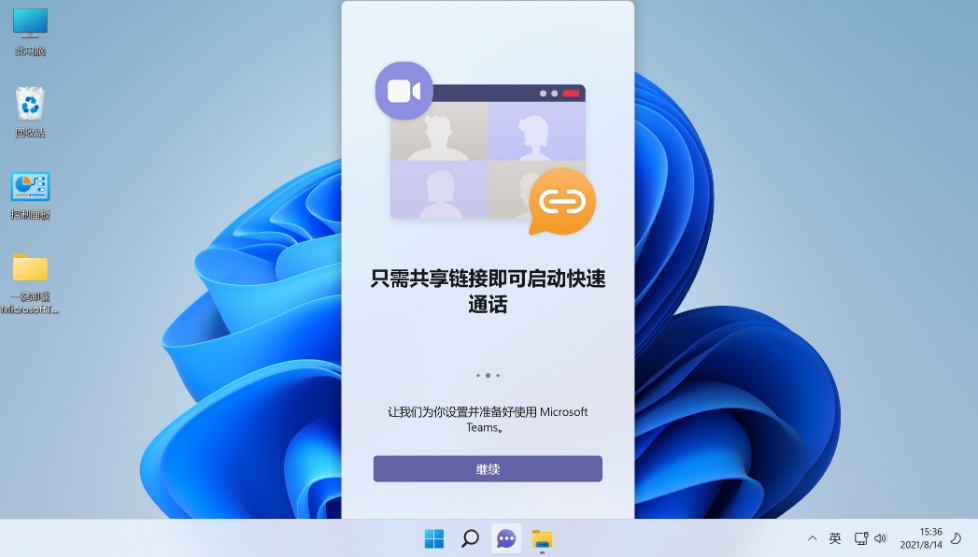 此电脑
回收站
控制面板
一键卸载
MicrosoftT...
只需共享链接即可启动快速
通话
让我们为你设置并准备好使用 Microsoft
Teams。
继续
英
15:36
2021/8/14